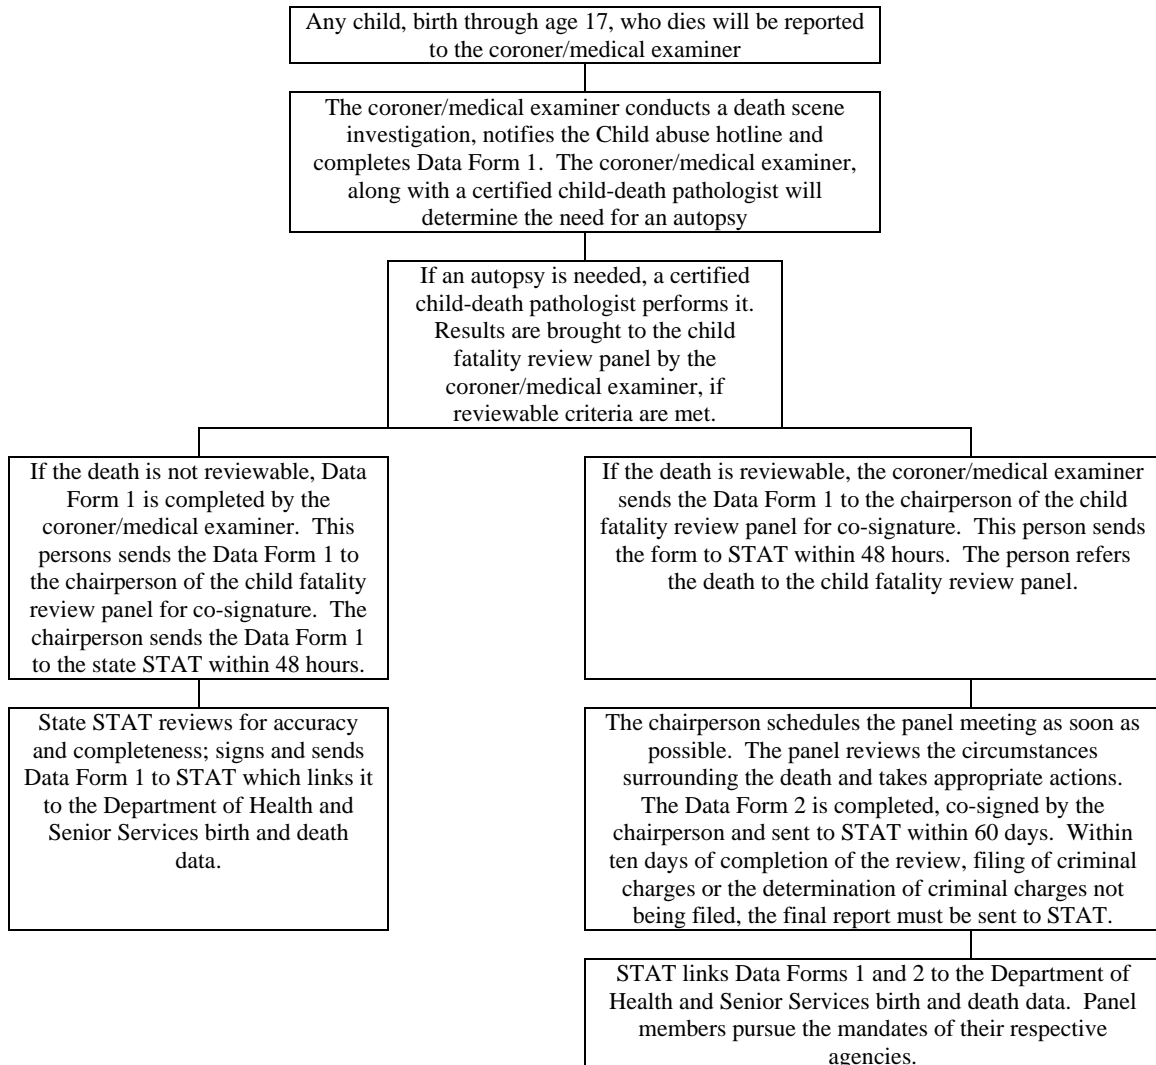 Any child, birth through age 17, who dies will be reported
to the coroner/medical examiner
The coroner/medical examiner conducts a death scene
investigation, notifies the Child abuse hotline and
completes Data Form 1.  The coroner/medical examiner,
along with a certified child-death pathologist will
determine the need for an autopsy
If an autopsy is needed, a certified
child-death pathologist performs it.
Results are brought to the child
fatality review panel by the
coroner/medical examiner, if
reviewable criteria are met.
If the death is not reviewable, Data
Form 1 is completed by the
coroner/medical examiner.  This
persons sends the Data Form 1 to
the chairperson of the child fatality
review panel for co-signature.  The
chairperson sends the Data Form 1
to the state STAT within 48 hours.
If the death is reviewable, the coroner/medical examiner
sends the Data Form 1 to the chairperson of the child
fatality review panel for co-signature.  This person sends
the form to STAT within 48 hours.  The person refers
the death to the child fatality review panel.
State STAT reviews for accuracy
and completeness; signs and sends
Data Form 1 to STAT which links it
to the Department of Health and
Senior Services birth and death
data.
The chairperson schedules the panel meeting as soon as
possible.  The panel reviews the circumstances
surrounding the death and takes appropriate actions.
The Data Form 2 is completed, co-signed by the
chairperson and sent to STAT within 60 days.  Within
ten days of completion of the review, filing of criminal
charges or the determination of criminal charges not
being filed, the final report must be sent to STAT.
STAT links Data Forms 1 and 2 to the Department of
Health and Senior Services birth and death data.  Panel
members pursue the mandates of their respective
agencies.